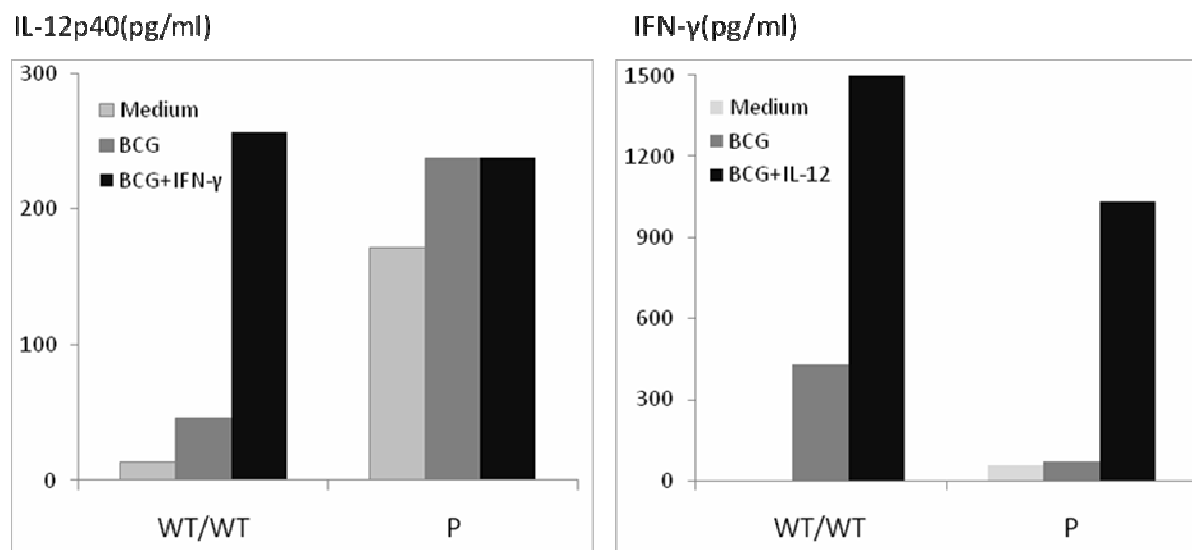 IL-12p40(pg/ml)
300
200
100
0
Medium
BCG
BCG+IFN-γ
WT/WT
P
IFN-γ(pg/ml)
1500
1200
900
600
300
0
Medium
BCG
BCG+IL-12
WT/WT
P